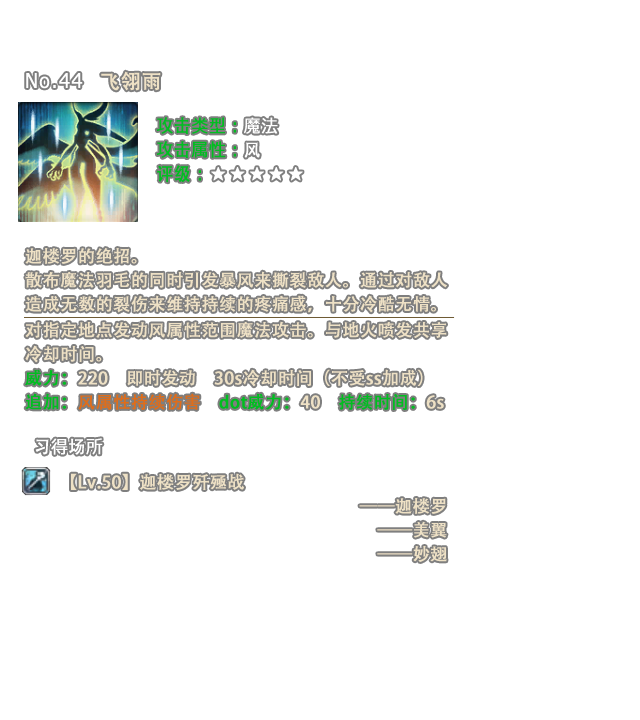 No.44 飞翎雨
攻击类型：魔法
攻击属性：风
评级：☆☆☆☆☆
迦楼罗的绝招。
散布魔法羽毛的同时引发暴风来撕裂敌人。通过对敌人
造成无数的裂伤来维持持续的疼痛感，十分冷酷无情。
对指定地点发动风属性范围魔法攻击。与地火喷发共享
冷却时间。
威力：220 即时发动 30s冷却时间（不受ss加成）
追加：风属性持续伤害 dot威力：40 持续时间：6s
习得场所
【Lv.50】迦楼罗歼殛战
——迦楼罗
——美翼
——妙翅